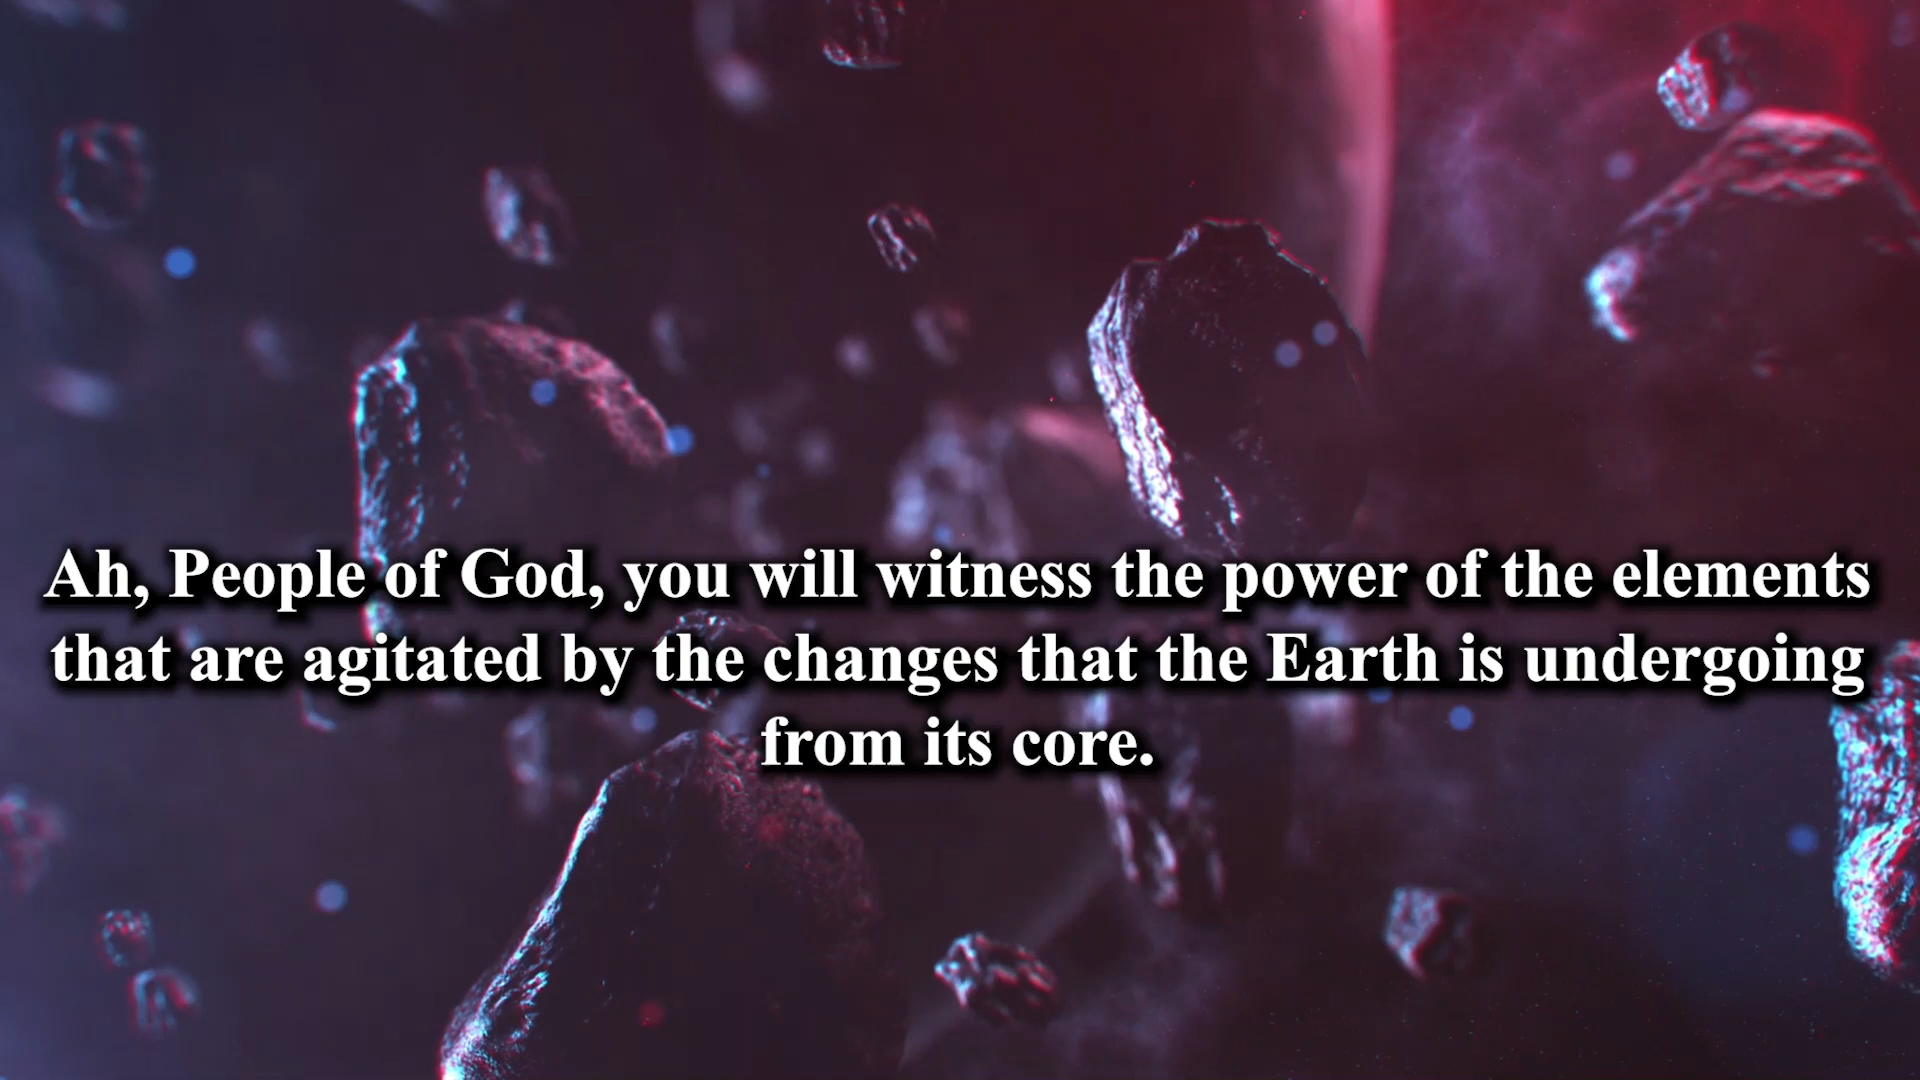 Ah, People of God, you will witness the power of the elements
that are agitated by the changes that the Earth is undergoing
from its core.